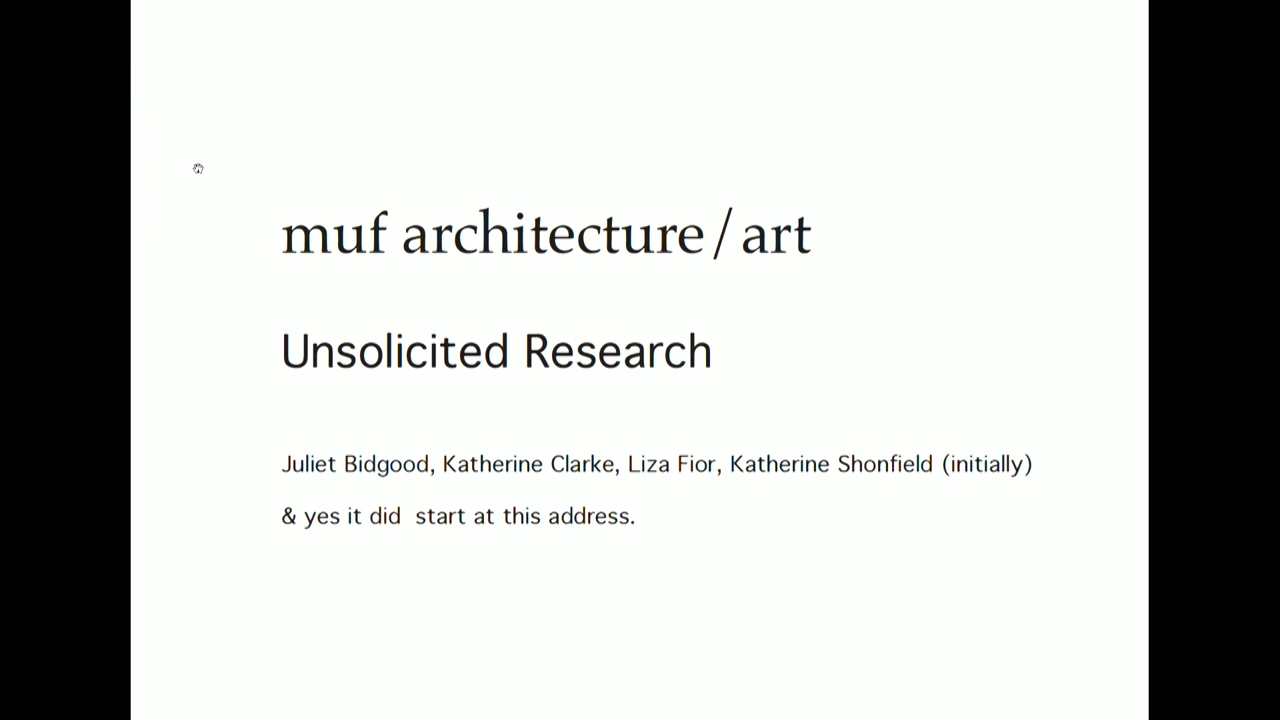 muf architecture/art
Unsolicited Research
Juliet Bidgood, Katherine Clarke, Liza Fior, Katherine Shonfield (initially)
& yes it did  start at this address.